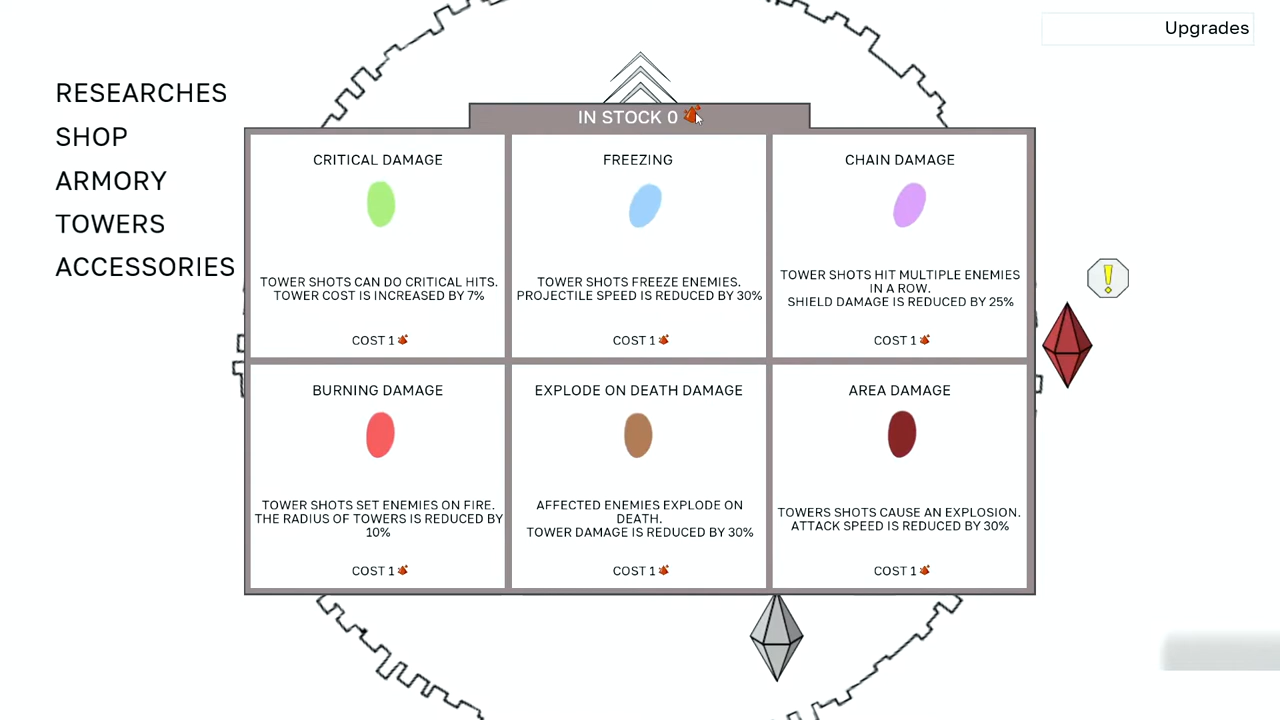 Upgrades
RESEARCHES
SHOP
ARMORY
TOWERS
ACCESSORIES
IN STOCK 0
CRITICAL DAMAGE
TOWER SHOTS CAN DO CRITICAL HITS.
TOWER COST IS INCREASED BY 7%
COST 1
FREEZING
TOWER SHOTS FREEZE ENEMIES.
PROJECTILE SPEED IS REDUCED BY 30%
COST 1
CHAIN DAMAGE
TOWER SHOTS HIT MULTIPLE ENEMIES
IN A ROW.
SHIELD DAMAGE IS REDUCED BY 25%
COST 1
BURNING DAMAGE
TOWER SHOTS SET ENEMIES ON FIRE.
THE RADIUS OF TOWERS IS REDUCED BY
10%
COST 1
EXPLODE ON DEATH DAMAGE
AFFECTED ENEMIES EXPLODE ON
DEATH.
TOWER DAMAGE IS REDUCED BY 30%
COST 1
AREA DAMAGE
TOWERS SHOTS CAUSE AN EXPLOSION.
ATTACK SPEED IS REDUCED BY 30%
COST 1